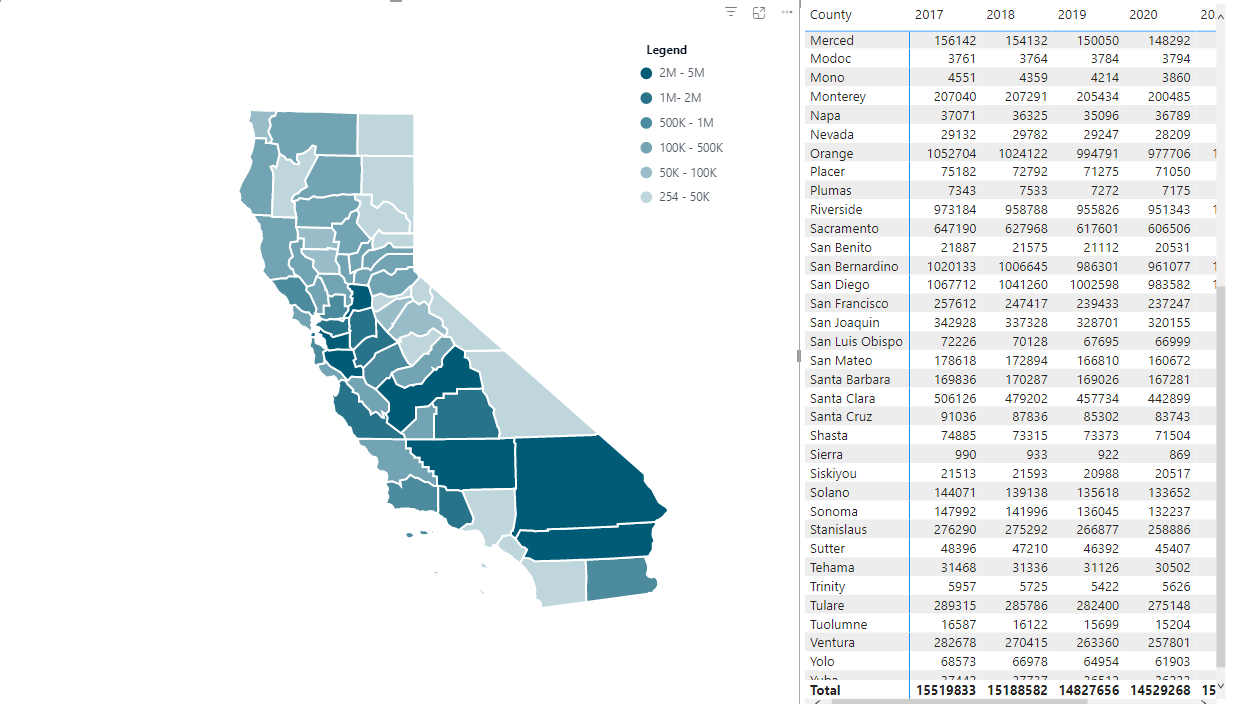 Legend
2M - 5M
1M- 2M
500K - 1M
100K - 500K
50K - 100K
254 - 50K
County 2017 2018 2019 2020
Merced 156142 154132 150050 148292
Modoc 3761 3764 3784 3794
Mono 4551 4359 4214 3860
Monterey 207040 207291 205434 200485
Napa 37071 36325 35096 36789
Nevada 29132 29782 29247 28209
Orange 1052704 1024122 994791 977706 1
Placer 75182 72792 71275 71050
Plumas 7343 7533 7272 7175
Riverside 973184 958788 955826 951343 1
Sacramento 647190 627968 617601 606506
San Benito 21887 21575 21112 20531
San Bernardino 1020133 1006645 986301 961077 1
San Diego 1067712 1041260 1002598 983582 1
San Francisco 257612 247417 239433 237247
San Joaquin 342928 337328 328701 320155
San Luis Obispo 72226 70128 67695 66999
San Mateo 178618 172894 166810 160672
Santa Barbara 169836 170287 169026 167281
Santa Clara 506126 479202 457734 442899
Santa Cruz 91036 87836 85302 83743
Shasta 74885 73315 73373 71504
Sierra 990 933 922 869
Siskiyou 21513 21593 20988 20517
Solano 144071 139138 135618 133652
Sonoma 147992 141996 136045 132237
Stanislaus 276290 275292 266877 258886
Sutter 48396 47210 46392 45407
Tehama 31468 31336 31126 30502
Trinity 5957 5725 5422 5626
Tulare 289315 285786 282400 275148
Tuolumne 16587 16122 15699 15204
Ventura 282678 270415 263360 257801
Yolo 68573 66978 64954 61903
Yuba
Total 15519833 15188582 14827656 14529268 15